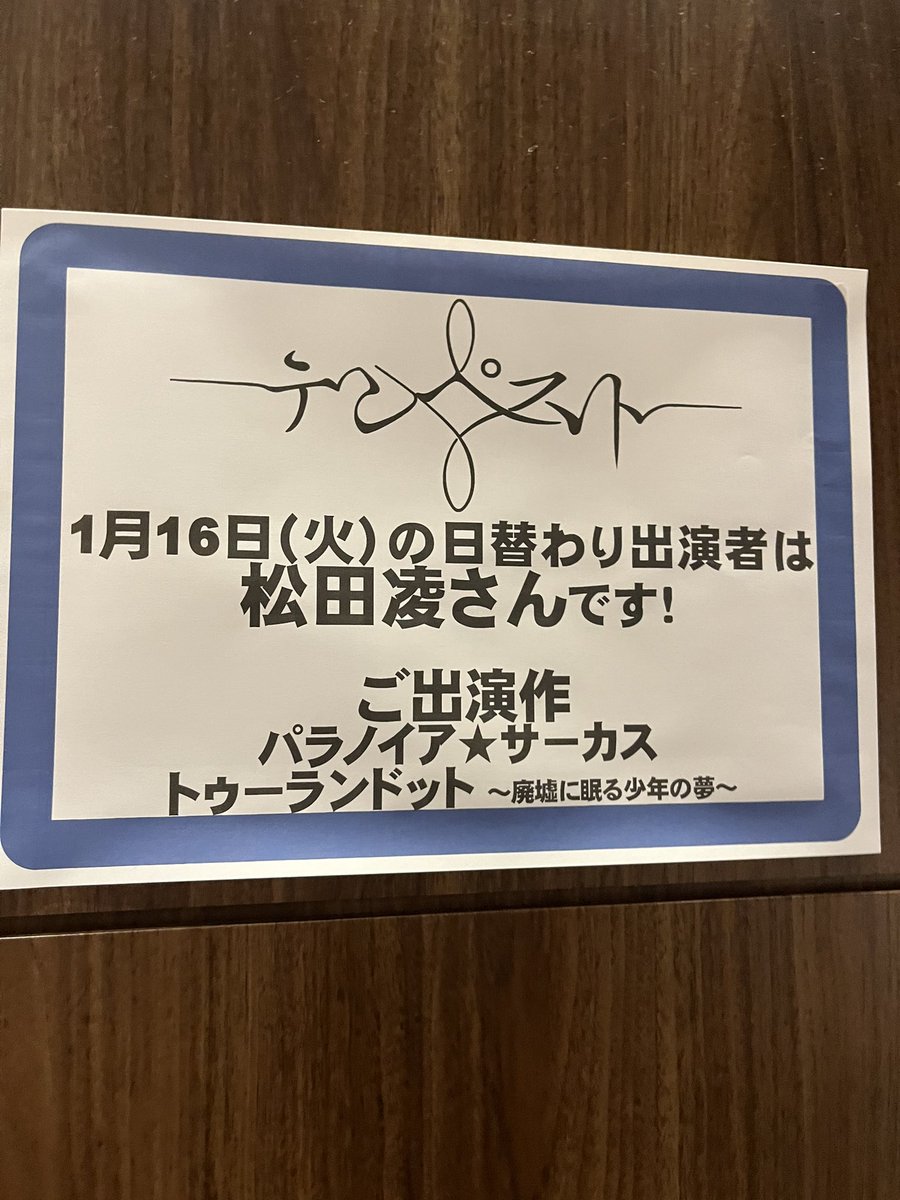 テンペスト
1月16日(火)の日替わり出演者は
松田凌さんです!
ご出演作
パラノイア★サーカス
トゥーランドット ～廃墟に眠る少年の夢～